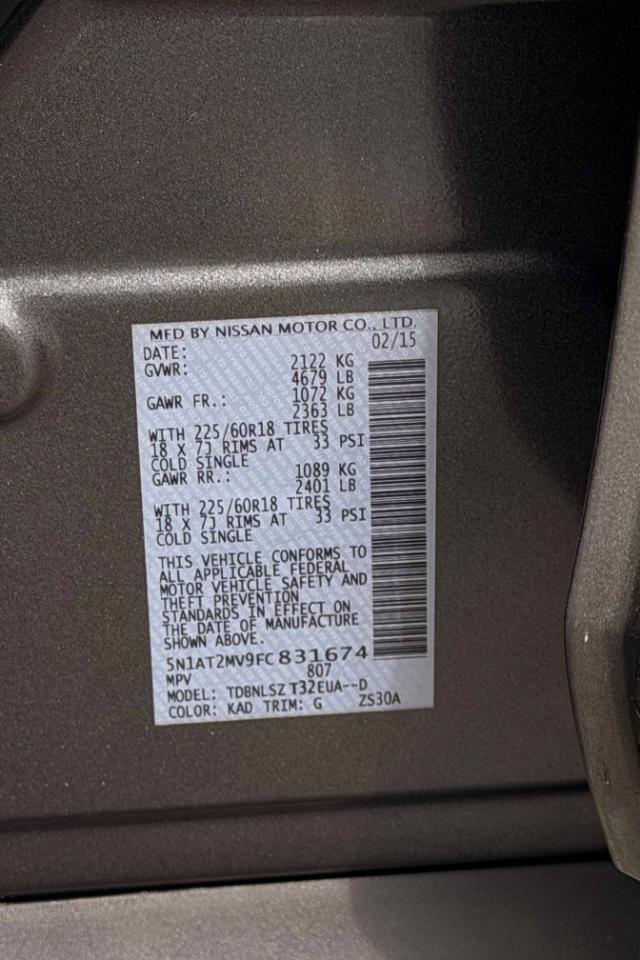 MFD BY NISSAN MOTOR CO., LTD.
DATE: 02/15
GVWR: 2122 KG
4679 LB
GAWR FR.: 1072 KG
2363 LB
WITH 225/60R18 TIRES
18 X 7J RIMS AT 33 PSI
COLD SINGLE
GAWR RR.: 1089 KG
2401 LB
WITH 225/60R18 TIRES
18 X 7J RIMS AT 33 PSI
COLD SINGLE
THIS VEHICLE CONFORMS TO
ALL APPLICABLE FEDERAL
MOTOR VEHICLE SAFETY AND
THEFT PREVENTION
STANDARDS IN EFFECT ON
THE DATE OF MANUFACTURE
SHOWN ABOVE.
5N1AT2MV9FC831674
MPV 807
MODEL: TDBNLSZ T32EUA--D
COLOR: KAD TRIM: G ZS30A